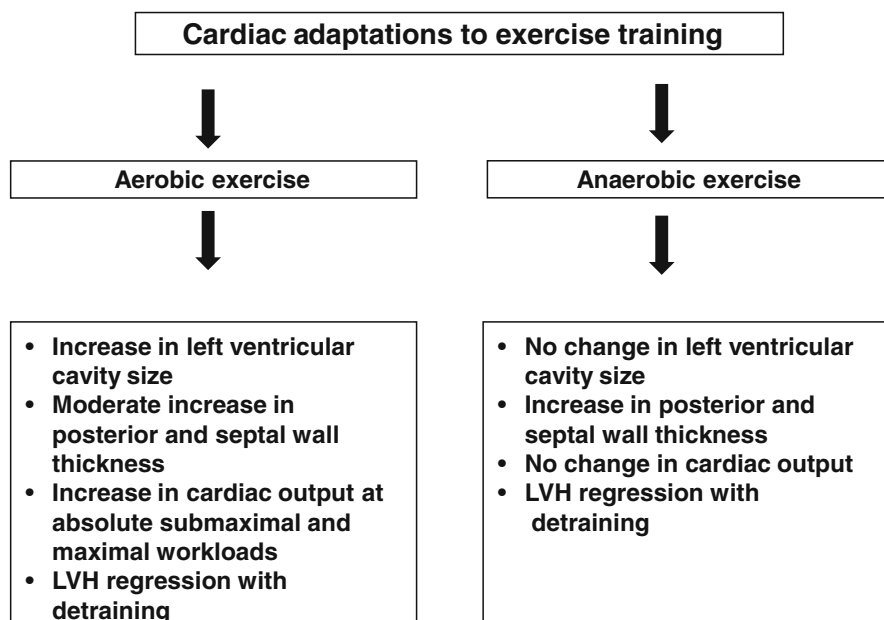 Cardiac adaptations to exercise training
Aerobic exercise
Anaerobic exercise
• Increase in left ventricular
cavity size
• Moderate increase in
posterior and septal wall
thickness
• Increase in cardiac output at
absolute submaximal and
maximal workloads
• LVH regression with
detraining
• No change in left ventricular
cavity size
• Increase in posterior and
septal wall thickness
• No change in cardiac output
• LVH regression with
detraining